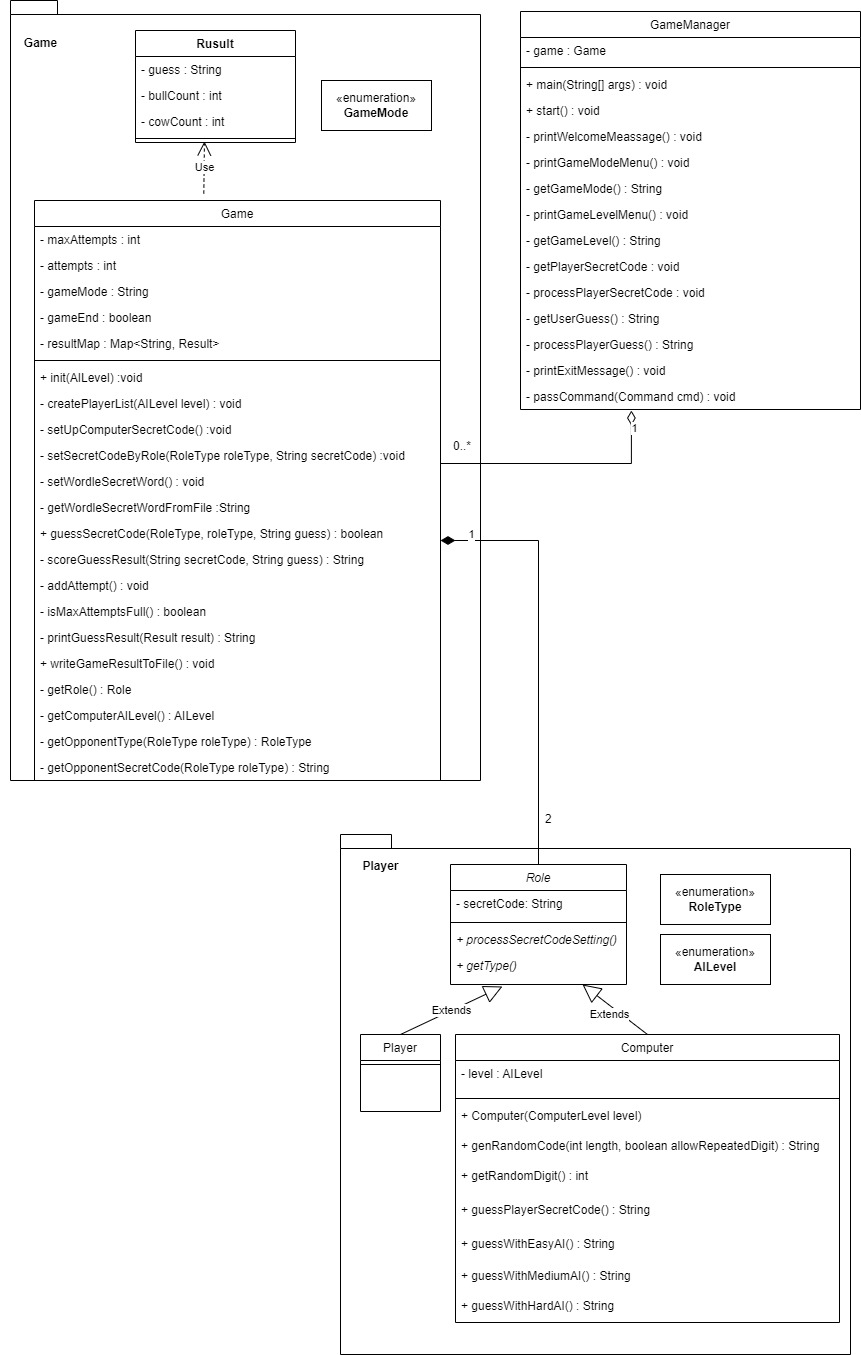 Game
Rusult
- guess : String
- bullCount : int
- cowCount : int
«enumeration»
GameMode
Use
Game
- maxAttempts : int
- attempts : int
- gameMode : String
- gameEnd : boolean
- resultMap : Map<String, Result>
+ init(AILevel) :void
- createPlayerList(AILevel level) : void
- setUpComputerSecretCode() :void
- setSecretCodeByRole(RoleType roleType, String secretCode) :void
- setWordleSecretWord() : void
- getWordleSecretWordFromFile :String
+ guessSecretCode(RoleType, roleType, String guess) : boolean
- scoreGuessResult(String secretCode, String guess) : String
- addAttempt() : void
- isMaxAttemptsFull() : boolean
- printGuessResult(Result result) : String
+ writeGameResultToFile() : void
- getRole() : Role
- getComputerAILevel() : AILevel
- getOpponentType(RoleType roleType) : RoleType
- getOpponentSecretCode(RoleType roleType) : String
GameManager
- game : Game
+ main(String[] args) : void
+ start() : void
- printWelcomeMeassage() : void
- printGameModeMenu() : void
- getGameMode() : String
- printGameLevelMenu() : void
- getGameLevel() : String
- getPlayerSecretCode : void
- processPlayerSecretCode : void
- getUserGuess() : String
- processPlayerGuess() : String
- printExitMessage() : void
- passCommand(Command cmd) : void
1
0..*
1
2
Player
Role
- secretCode: String
+ processSecretCodeSetting()
+ getType()
«enumeration»
RoleType
«enumeration»
AILevel
Extends
Extends
Player
Computer
- level : AILevel
+ Computer(ComputerLevel level)
+ genRandomCode(int length, boolean allowRepeatedDigit) : String
+ getRandomDigit() : int
+ guessPlayerSecretCode() : String
+ guessWithEasyAI() : String
+ guessWithMediumAI() : String
+ guessWithHardAI() : String